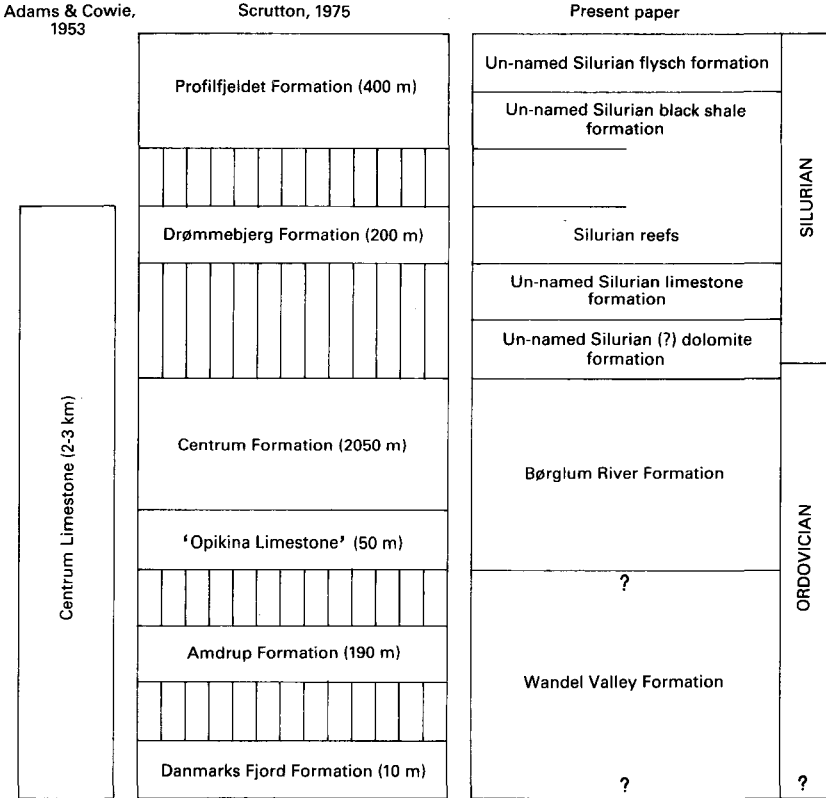 Adams & Cowie,
1953
Scrutton, 1975
Present paper
Centrum Limestone (2-3 km)
Profilfjeldet Formation (400 m)
Drømmebjerg Formation (200 m)
Centrum Formation (2050 m)
'Opikina Limestone' (50 m)
Amdrup Formation (190 m)
Danmarks Fjord Formation (10 m)
Un-named Silurian flysch formation
Un-named Silurian black shale
formation
Silurian reefs
Un-named Silurian limestone
formation
Un-named Silurian (?) dolomite
formation
Børglum River Formation
?
Wandel Valley Formation
?
SILURIAN
ORDOVICIAN
?